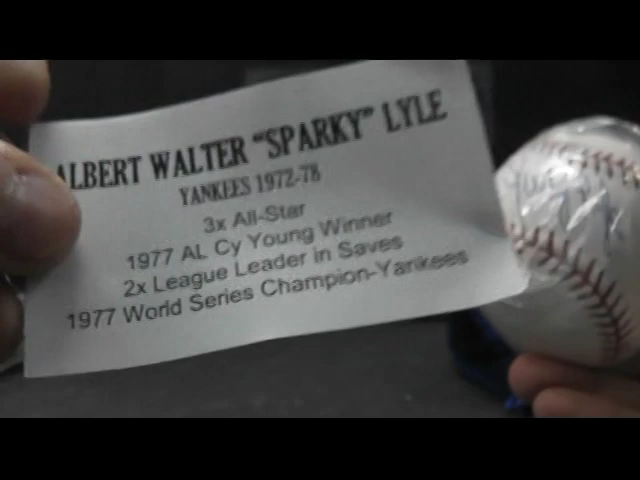 ALBERT WALTER "SPARKY" LYLE
YANKEES 1972-78
3x All-Star
1977 AL Cy Young Winner
2x League Leader in Saves
1977 World Series Champion-Yankees